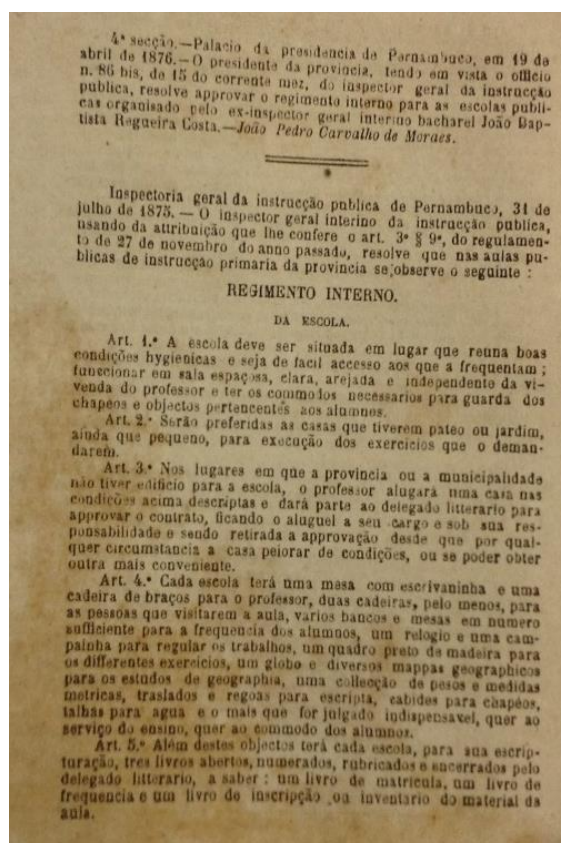 4ª secção.—Palacio da presidencia de Pernambuco, em 19 de
abril de 1876.—O presidente da provincia, tendo em vista o officio
n. 86 bis, de 15 do corrente mez, do inspector geral da instrucção
publica, resolve approvar o regimento interno para as escolas publi-
cas organisado pelo ex-inspector geral interino bacharel João Bap-
tista Regueira Costa.—João Pedro Carvalho de Moraes.
Inspectoria geral da instrucção publica de Pernambuco, 31 de
julho de 1875. — O inspector geral interino da instrucção publica,
usando da attribuição que lhe confere o art. 3º § 9º, do regulamen-
to de 27 de novembro do anno passado, resolve que nas aulas pu-
blicas de instrucção primaria da provincia se observe o seguinte :
REGIMENTO INTERNO.
DA ESCOLA.
Art. 1.º A escola deve ser situada em lugar que reuna boas
condições hygienicas e seja de facil accesso aos que a frequentam ;
funccionar em sala espaçosa, clara, arejada e independente da vi-
venda do professor e ter os commodos necessarios para guarda dos
chapéos e objectos pertencentes aos alumnos.
Art. 2.º Serão preferidas as casas que tiverem pateo ou jardim,
ainda que pequeno, para execução dos exercicios que o deman-
darem.
Art. 3.º Nos lugares em que a provincia ou a municipalidade
não tiver edificio para a escola, o professor alugará uma casa nas
condições acima descriptas e dará parte ao delegado litterario para
approvar o contrato, ficando o aluguel a seu cargo e sob sua res-
ponsabilidade e sendo retirada a approvação desde que por qual-
quer circumstancia a casa peiorar de condições, ou se poder obter
outra mais conveniente.
Art. 4.º Cada escola terá uma mesa com escrivaninha e uma
cadeira de braços para o professor, duas cadeiras, pelo menos, para
as pessoas que visitarem a aula, varios bancos e mesas em numero
sufficiente para a frequencia dos alumnos, um relogio e uma cam-
painha para regular os trabalhos, um quadro preto de madeira para
os differentes exercicios, um globo e diversos mappas geographicos
para os estudos de geographia, uma collecção de pesos e medidas
metricas, traslados e regoas para escripta, cabides para chapéos,
talhas para agua e o mais que for julgado indispensavel, quer ao
serviço do ensino, quer ao commodo dos alumnos.
Art. 5.º Além destes objectos terá cada escola, para sua escrip-
turação, tres livros abertos, numerados, rubricados e encerrados pelo
delegado litterario, a saber : um livro de matricula, um livro de
frequencia e um livro de inscripção ou inventario do material da
aula.